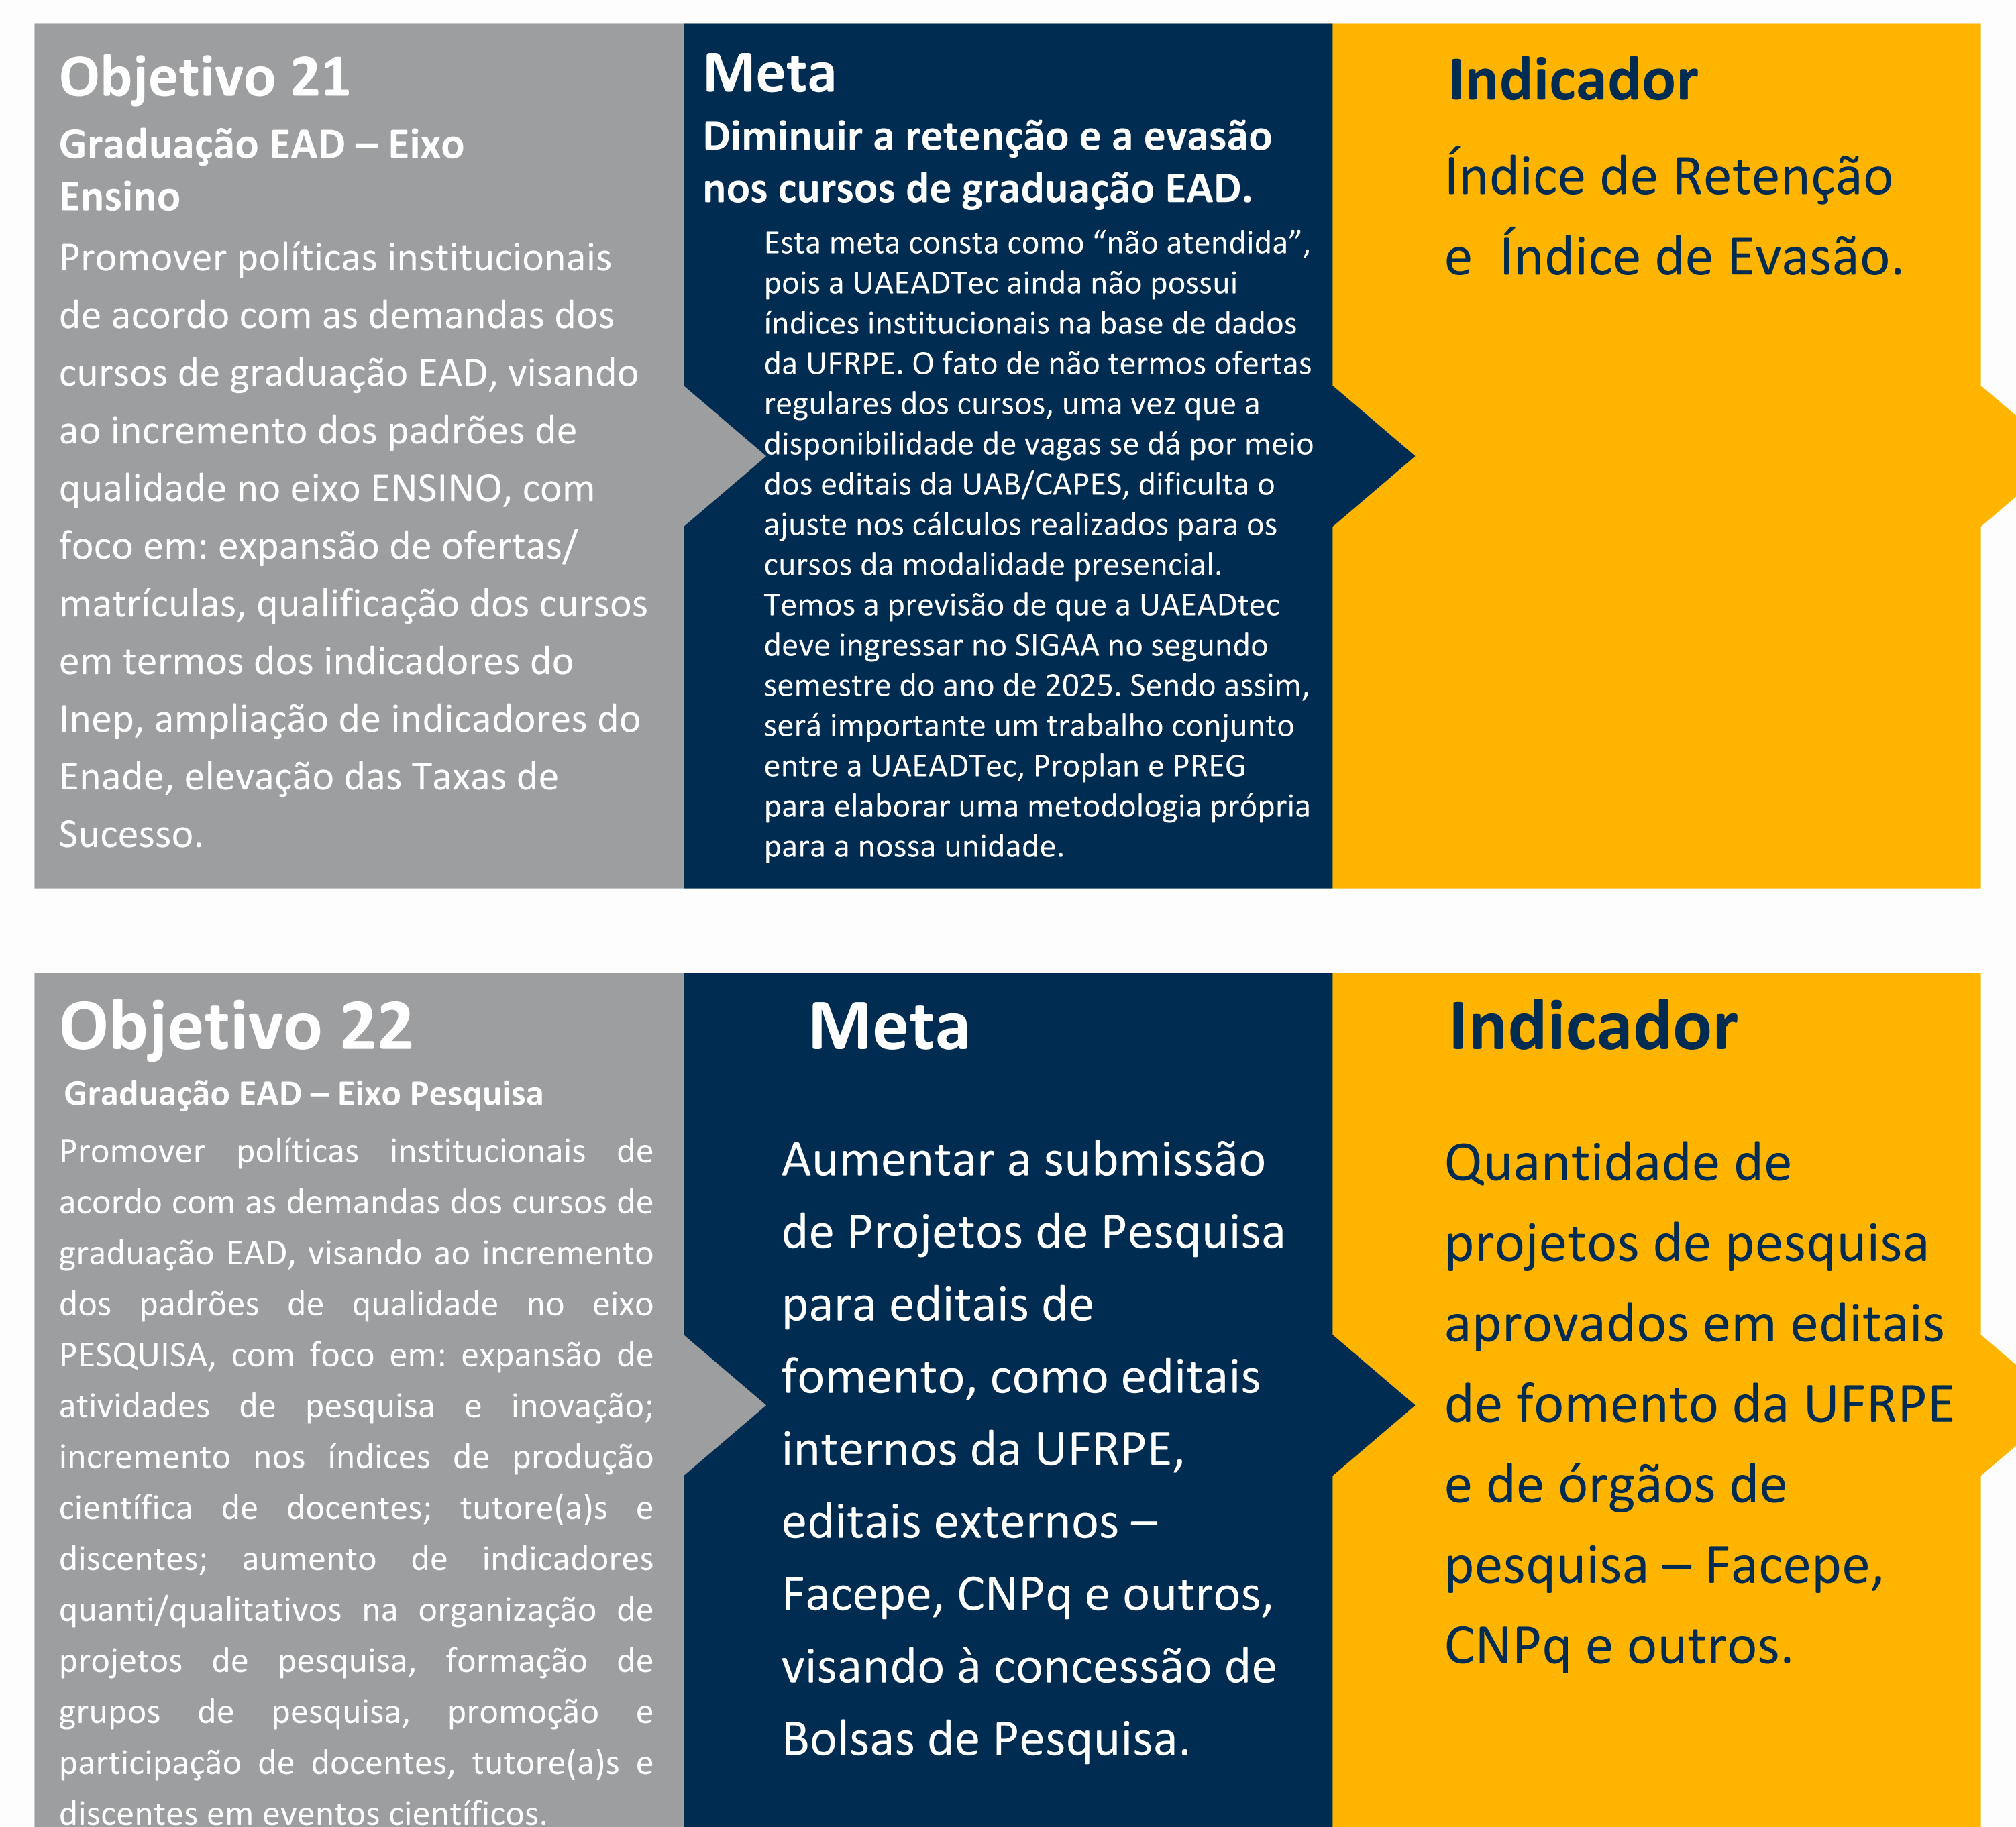 Objetivo 21
Graduação EAD – Eixo
Ensino
Promover políticas institucionais
de acordo com as demandas dos
cursos de graduação EAD, visando
ao incremento dos padrões de
qualidade no eixo ENSINO, com
foco em: expansão de ofertas/
matrículas, qualificação dos cursos
em termos dos indicadores do
Inep, ampliação de indicadores do
Enade, elevação das Taxas de
Sucesso.
Meta
Diminuir a retenção e a evasão
nos cursos de graduação EAD.
Esta meta consta como “não atendida”,
pois a UAEADTec ainda não possui
índices institucionais na base de dados
da UFRPE. O fato de não termos ofertas
regulares dos cursos, uma vez que a
disponibilidade de vagas se dá por meio
dos editais da UAB/CAPES, dificulta o
ajuste nos cálculos realizados para os
cursos da modalidade presencial.
Temos a previsão de que a UAEADtec
deve ingressar no SIGAA no segundo
semestre do ano de 2025. Sendo assim,
será importante um trabalho conjunto
entre a UAEADTec, Proplan e PREG
para elaborar uma metodologia própria
para a nossa unidade.
Indicador
Índice de Retenção
e Índice de Evasão.
Objetivo 22
Graduação EAD – Eixo Pesquisa
Promover políticas institucionais de
acordo com as demandas dos cursos de
graduação EAD, visando ao incremento
dos padrões de qualidade no eixo
PESQUISA, com foco em: expansão de
atividades de pesquisa e inovação;
incremento nos índices de produção
científica de docentes; tutore(a)s e
discentes; aumento de indicadores
quanti/qualitativos na organização de
projetos de pesquisa, formação de
grupos de pesquisa, promoção e
participação de docentes, tutore(a)s e
discentes em eventos científicos.
Meta
Aumentar a submissão
de Projetos de Pesquisa
para editais de
fomento, como editais
internos da UFRPE,
editais externos –
Facepe, CNPq e outros,
visando à concessão de
Bolsas de Pesquisa.
Indicador
Quantidade de
projetos de pesquisa
aprovados em editais
de fomento da UFRPE
e de órgãos de
pesquisa – Facepe,
CNPq e outros.